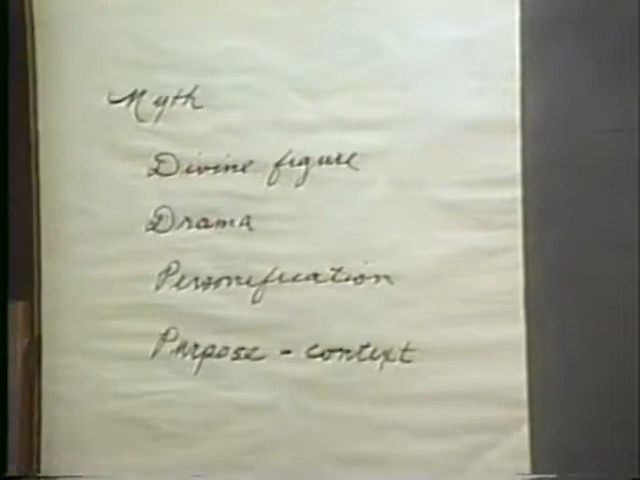 Myth
Divine figure
Drama
Personification
Purpose - context